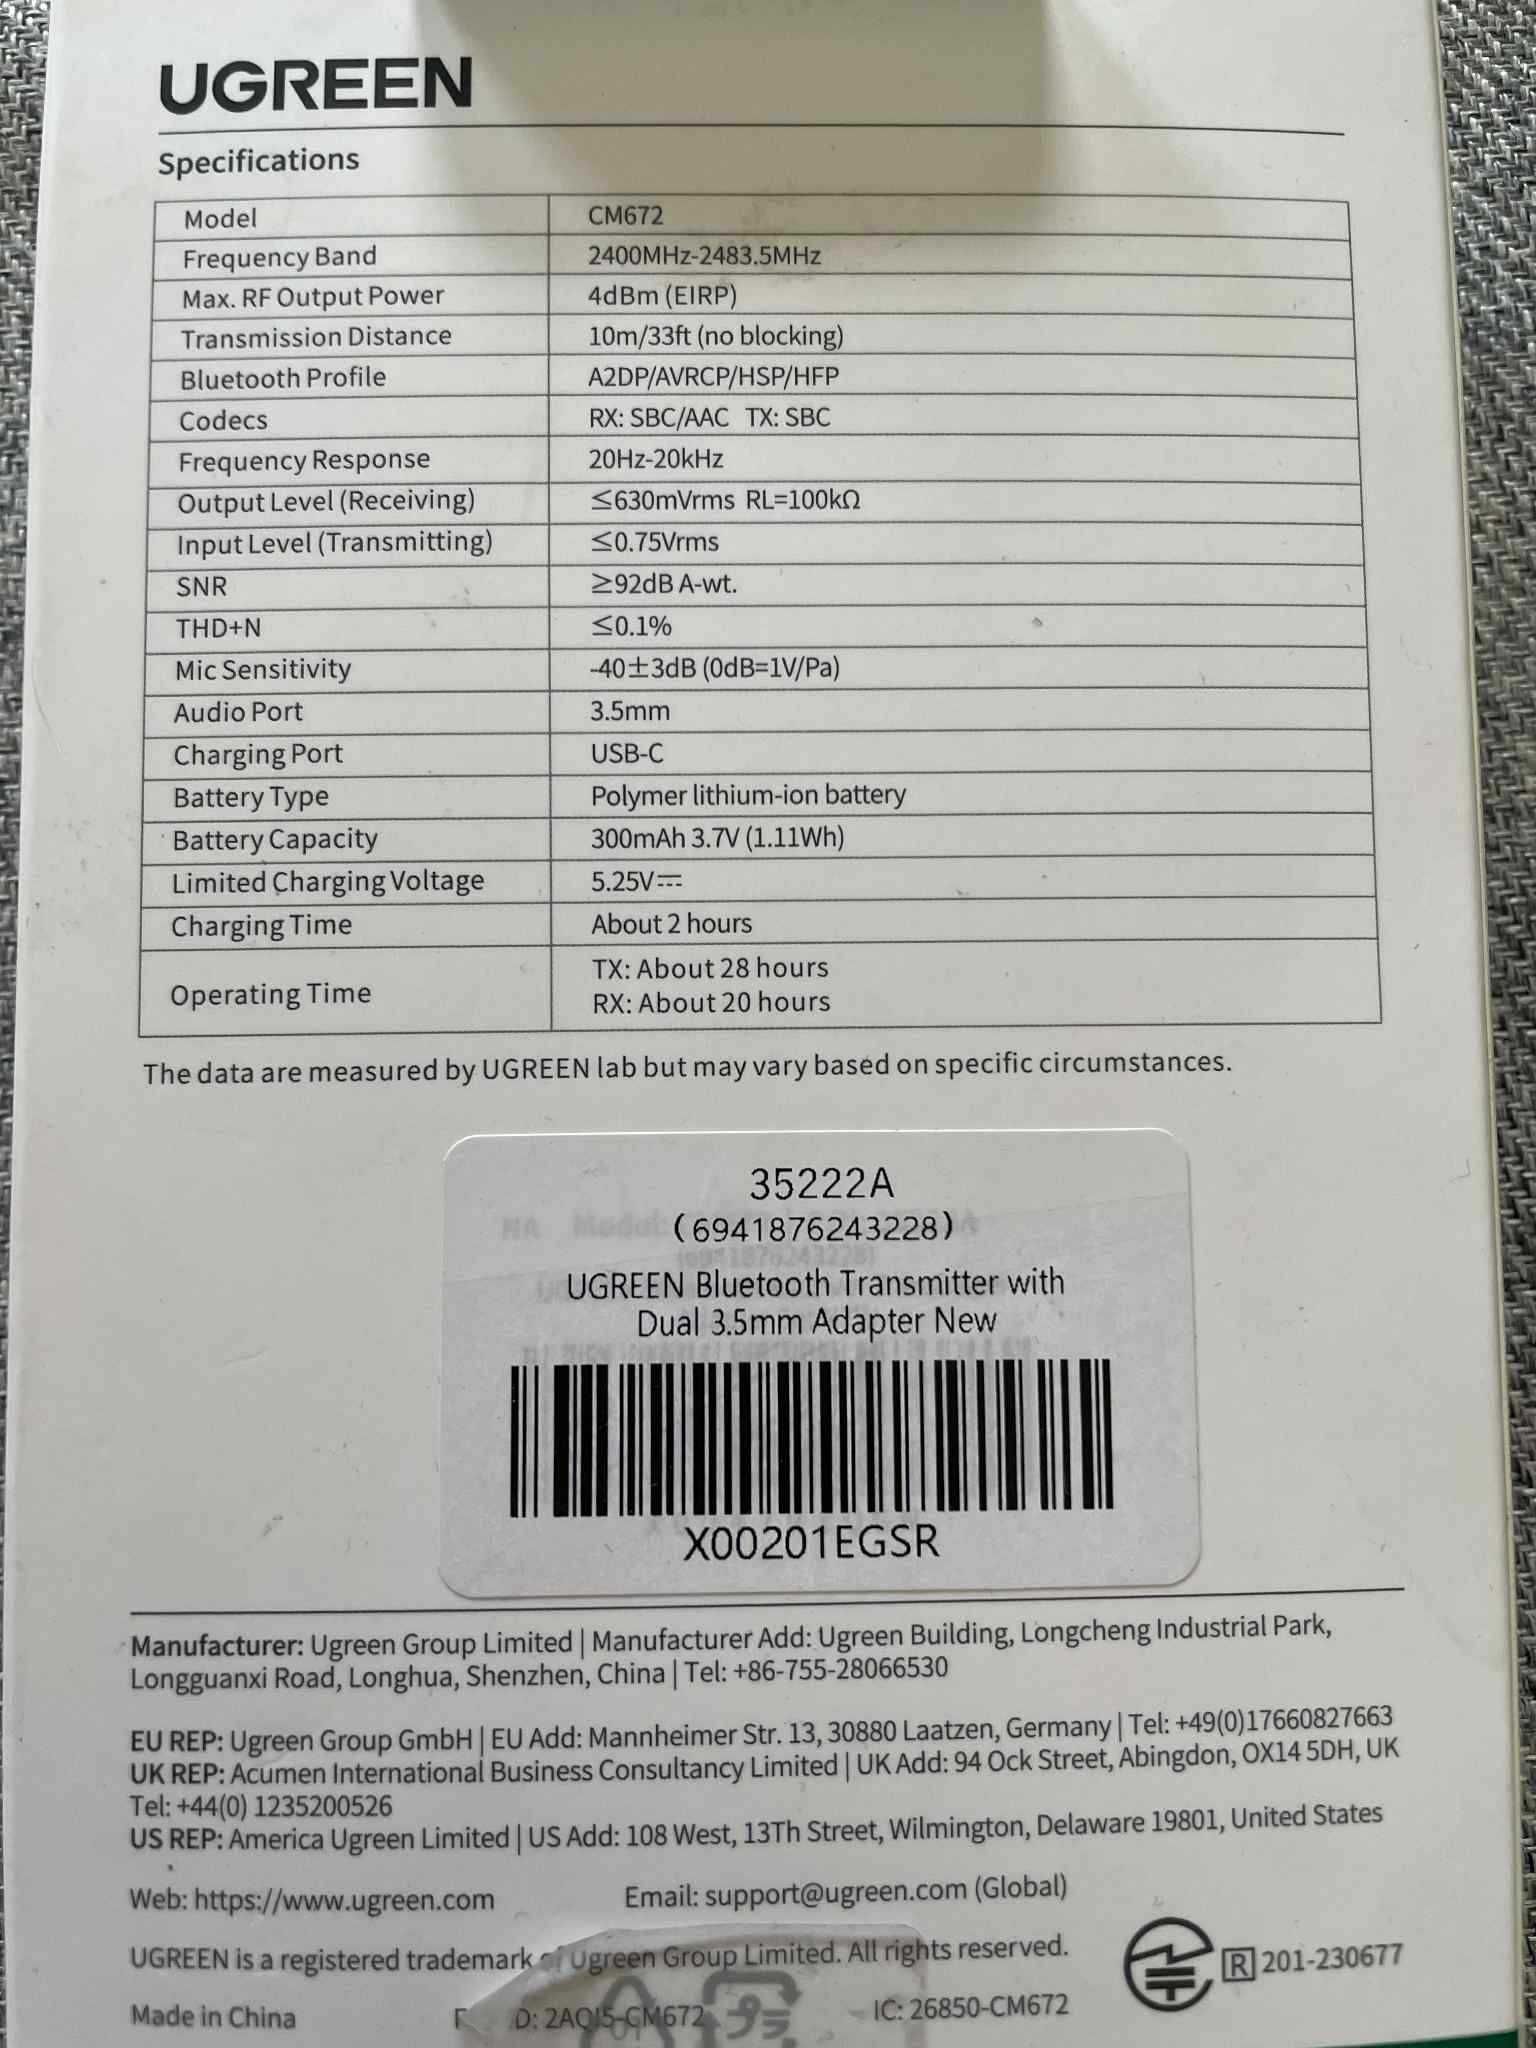 UGREEN
Specifications
Model CM672
Frequency Band 2400MHz-2483.5MHz
Max. RF Output Power 4dBm (EIRP)
Transmission Distance 10m/33ft (no blocking)
Bluetooth Profile A2DP/AVRCP/HSP/HFP
Codecs RX: SBC/AAC TX: SBC
Frequency Response 20Hz-20kHz
Output Level (Receiving) ≤630mVrms RL=100kΩ
Input Level (Transmitting) ≤0.75Vrms
SNR ≥92dB A-wt.
THD+N ≤0.1%
Mic Sensitivity -40±3dB (0dB=1V/Pa)
Audio Port 3.5mm
Charging Port USB-C
Battery Type Polymer lithium-ion battery
Battery Capacity 300mAh 3.7V (1.11Wh)
Limited Charging Voltage 5.25V⎓
Charging Time About 2 hours
Operating Time TX: About 28 hours
RX: About 20 hours
The data are measured by UGREEN lab but may vary based on specific circumstances.
35222A
(6941876243228)
UGREEN Bluetooth Transmitter with
Dual 3.5mm Adapter New
X00201EGSR
Manufacturer: Ugreen Group Limited | Manufacturer Add: Ugreen Building, Longcheng Industrial Park,
Longguanxi Road, Longhua, Shenzhen, China | Tel: +86-755-28066530
EU REP: Ugreen Group GmbH | EU Add: Mannheimer Str. 13, 30880 Laatzen, Germany | Tel: +49(0)17660827663
UK REP: Acumen International Business Consultancy Limited | UK Add: 94 Ock Street, Abingdon, OX14 5DH, UK
Tel: +44(0) 1235200526
US REP: America Ugreen Limited | US Add: 108 West, 13Th Street, Wilmington, Delaware 19801, United States
Web: https://www.ugreen.com Email: support@ugreen.com (Global)
UGREEN is a registered trademark of Ugreen Group Limited. All rights reserved.
R 201-230677
Made in China D: 2AQI5-CM672 IC: 26850-CM672